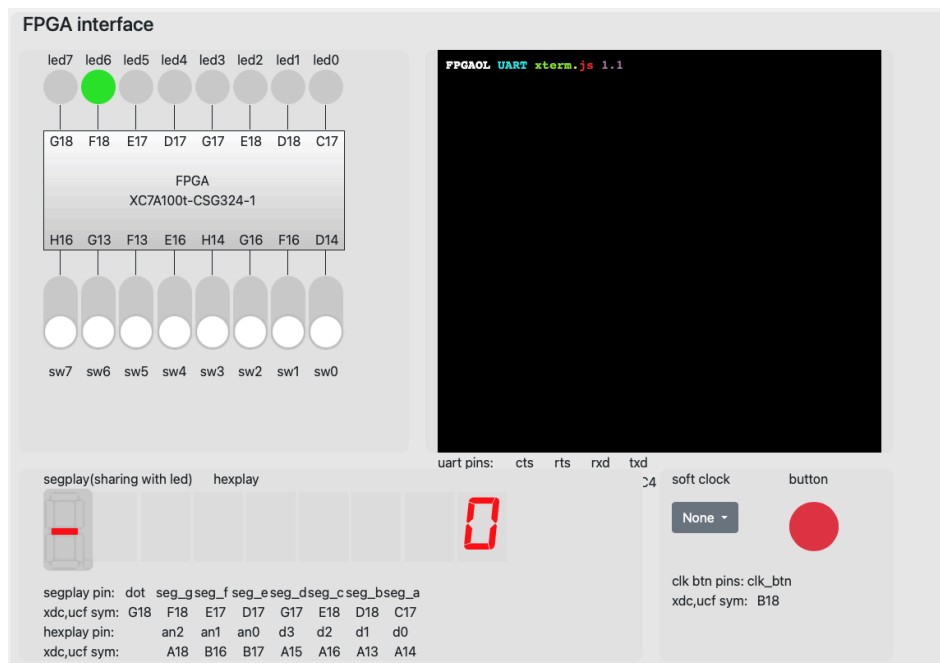 FPGA interface
led7 led6 led5 led4 led3 led2 led1 led0
G18 F18 E17 D17 G17 E18 D18 C17
FPGA
XC7A100t-CSG324-1
H16 G13 F13 E16 H14 G16 F16 D14
sw7 sw6 sw5 sw4 sw3 sw2 sw1 sw0
FPGAOL UART xterm.js 1.1
uart pins: cts rts rxd txd
C4
segplay(sharing with led) hexplay
0
segplay pin: dot seg_g seg_f seg_e seg_d seg_c seg_b seg_a
xdc,ucf sym: G18 F18 E17 D17 G17 E18 D18 C17
hexplay pin: an2 an1 an0 d3 d2 d1 d0
xdc,ucf sym: A18 B16 B17 A15 A16 A13 A14
soft clock button
None
clk btn pins: clk_btn
xdc,ucf sym: B18